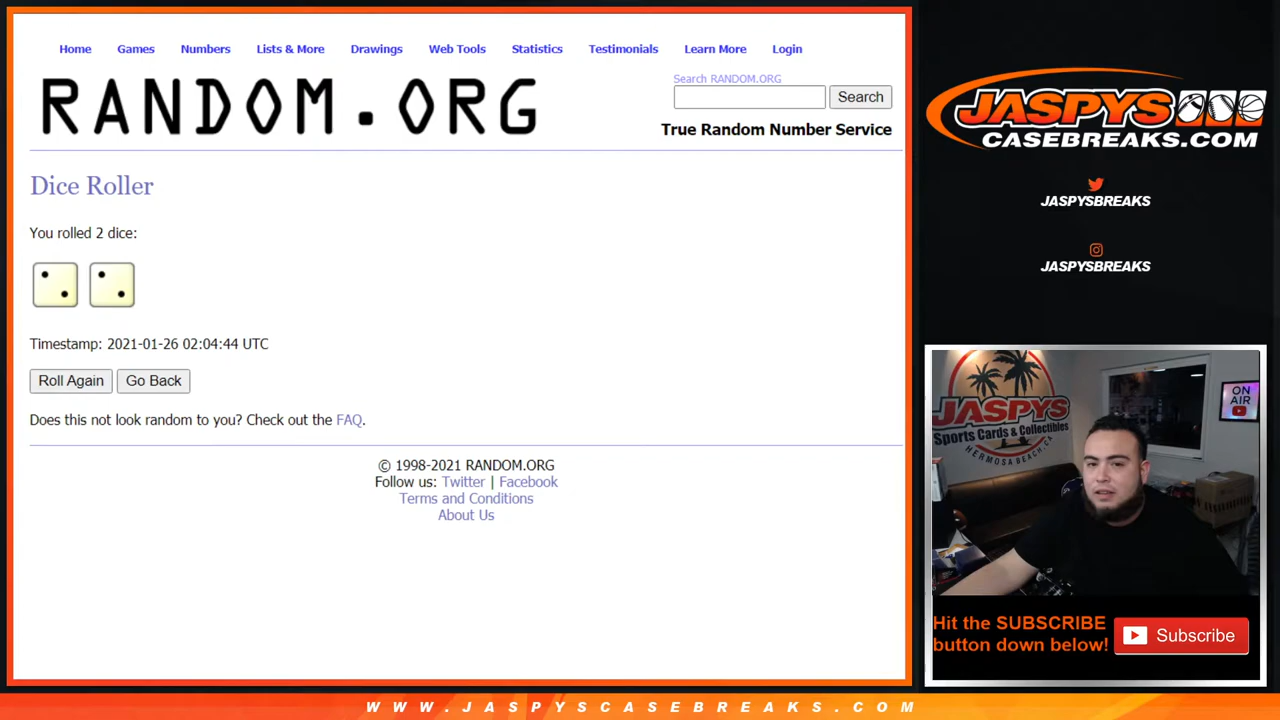 Home Games Numbers Lists & More Drawings Web Tools Statistics Testimonials Learn More Login
RANDOM.ORG
Search RANDOM.ORG
Search
True Random Number Service
Dice Roller
You rolled 2 dice:
Timestamp: 2021-01-26 02:04:44 UTC
Roll Again Go Back
Does this not look random to you? Check out the FAQ.
© 1998-2021 RANDOM.ORG
Follow us: Twitter | Facebook
Terms and Conditions
About Us
JASPYS
CASEBREAKS.COM
JASPYSBREAKS
JASPYSBREAKS
JASPYS
Sports Cards & Collectibles
HERMOSA BEACH, CA
ON
AIR
Hit the SUBSCRIBE
button down below!
Subscribe
WWW.JASPYSCASEBREAKS.COM